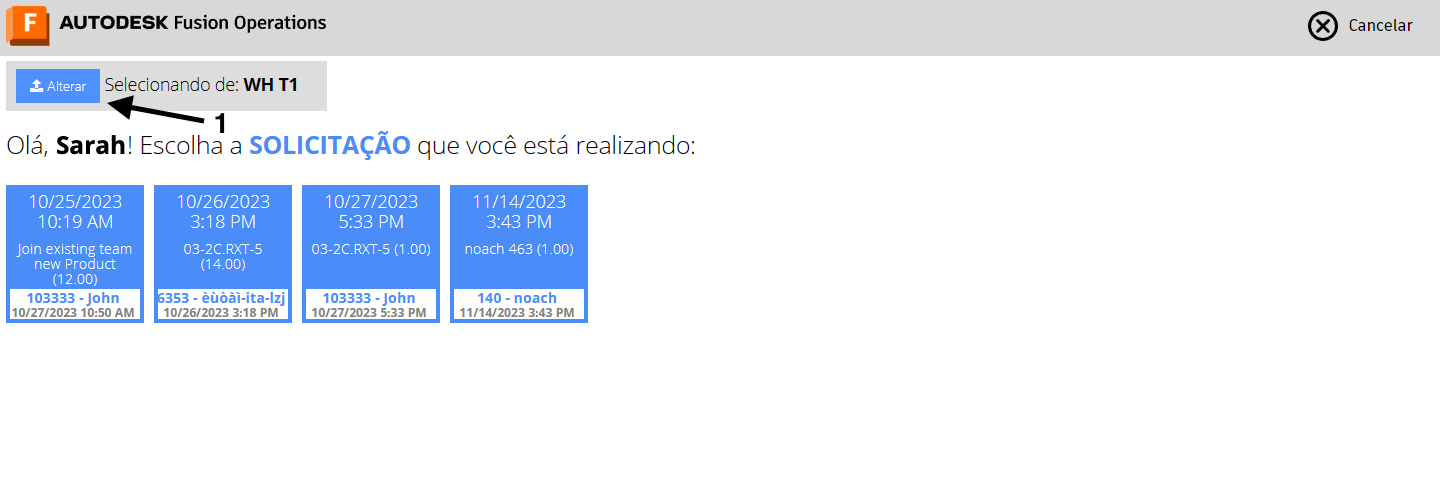 F AUTODESK Fusion Operations
Cancelar
Alterar Selecionando de: WH T1
1
Olá, Sarah! Escolha a SOLICITAÇÃO que você está realizando:
10/25/2023
10:19 AM
Join existing team
new Product
(12.00)
103333 - John
10/27/2023 10:50 AM
10/26/2023
3:18 PM
03-2C.RXT-5
(14.00)
6353 - èùòàì-ita-lzj
10/26/2023 3:18 PM
10/27/2023
5:33 PM
03-2C.RXT-5 (1.00)
103333 - John
10/27/2023 5:33 PM
11/14/2023
3:43 PM
noach 463 (1.00)
140 - noach
11/14/2023 3:43 PM